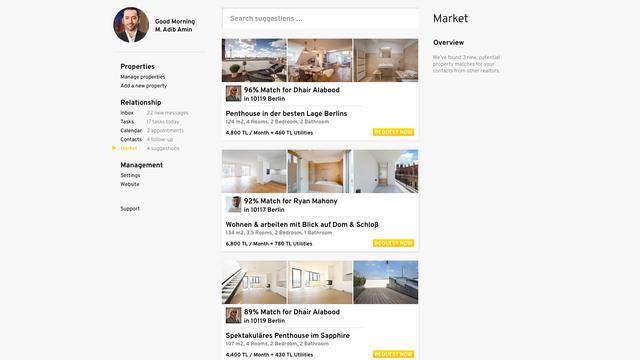 Good Morning
M. Adib Amin
Properties
Manage properties
Add a new property
Relationship
Inbox 22 new messages
Tasks 17 tasks today
Calendar 3 appointments
Contacts 4 follow-up
Market 4 suggestions
Management
Settings
Website
Support
Search suggestions ...
96% Match for Dhair Alabood
in 10119 Berlin
Penthouse in der besten Lage Berlins
124 m2, 4 Rooms, 2 Bedroom, 2 Bathroom
4,800 TL / Month + 460 TL Utilities
REQUEST NOW
92% Match for Ryan Mahony
in 10117 Berlin
Wohnen & arbeiten mit Blick auf Dom & Schloß
134 m2, 3.5 Rooms, 2 Bedroom, 1 Bathroom
6,800 TL / Month + 780 TL Utilities
REQUEST NOW
89% Match for Dhair Alabood
in 10119 Berlin
Spektakuläres Penthouse im Sapphire
107 m2, 4 Rooms, 2 Bedroom, 2 Bathroom
4,400 TL / Month + 430 TL Utilities
REQUEST NOW
Market
Overview
We've found 3 new, potential
property matches for your
contacts from other realtors.